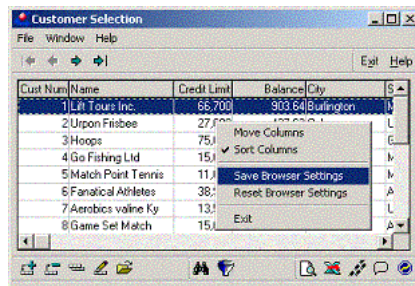 Customer Selection
File Window Help
Exit Help
Cust Num Name Credit Limit Balance City
1 Lift Tours Inc. 66,700 903.64 Burlington
2 Urpon Frisbee
3 Hoops
4 Go Fishing Ltd
5 Match Point Tennis
6 Fanatical Athletes
7 Aerobics valine Ky
8 Game Set Match
Move Columns
Sort Columns
Save Browser Settings
Reset Browser Settings
Exit